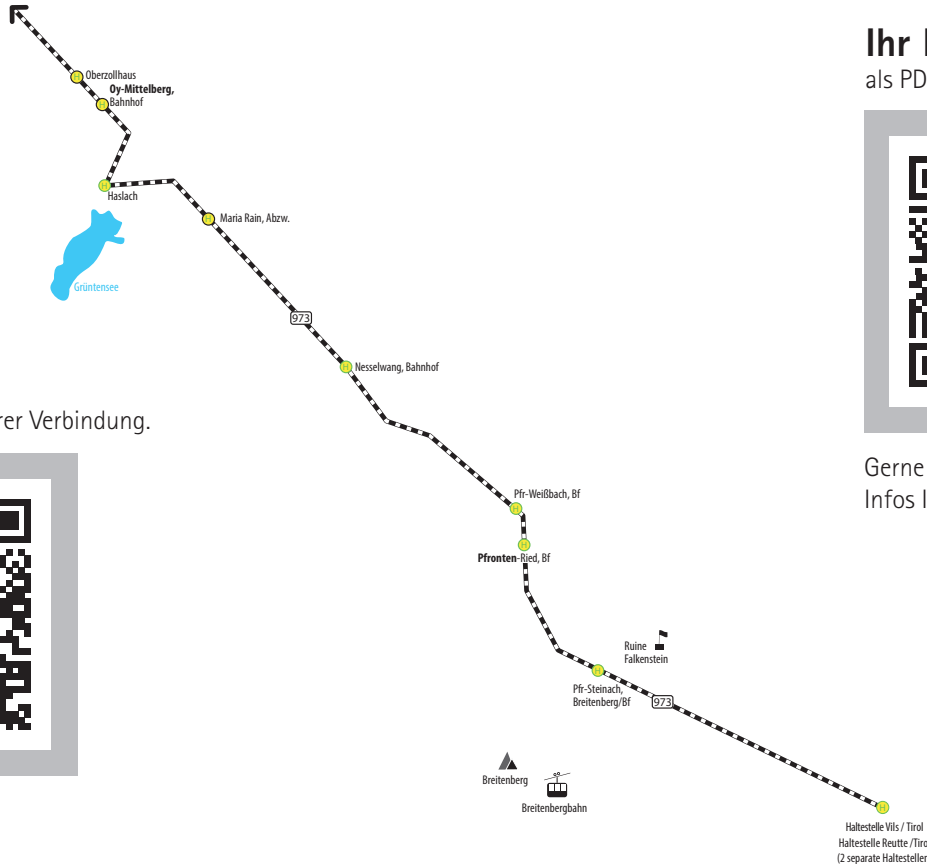 Ihr
als PD
Oberzollhaus
Oy-Mittelberg,
Bahnhof
Haslach
Maria Rain, Abzw.
Grüntensee
973
Nesselwang, Bahnhof
rer Verbindung.
Gerne
Infos
Pfr-Weißbach, Bf
Pfronten-Ried, Bf
Ruine
Falkenstein
Pfr-Steinach,
Breitenberg/Bf
973
Breitenberg
Breitenbergbahn
Haltestelle Vils / Tirol
Haltestelle Reutte /Tiro
(2 separate Haltestellen